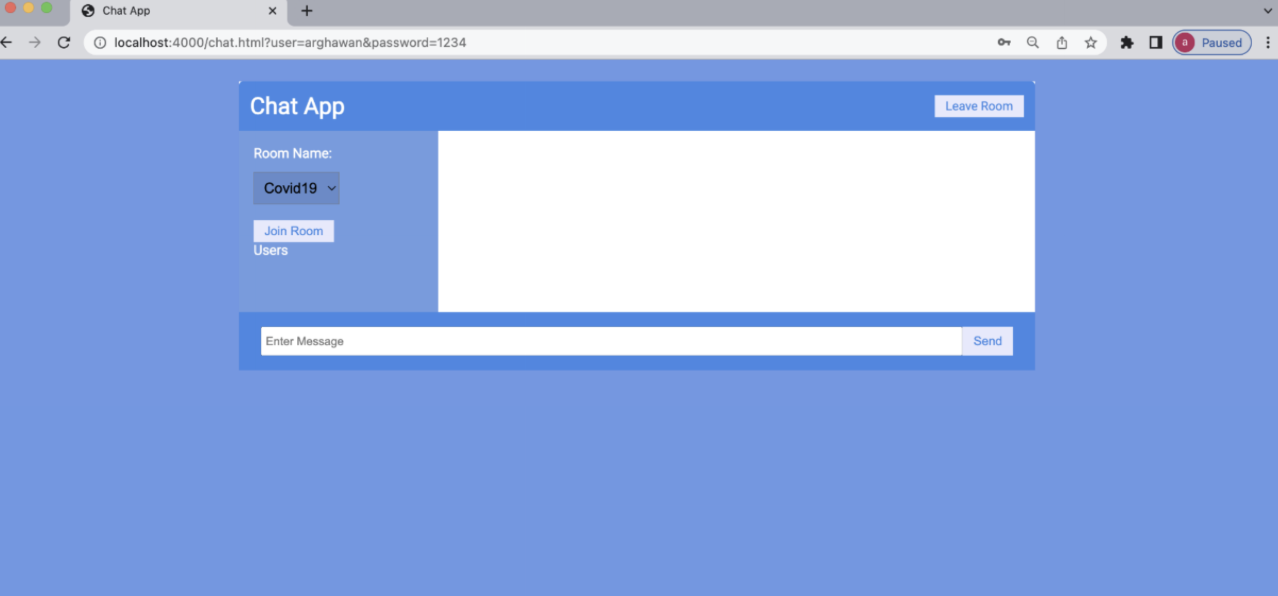 Chat App
localhost:4000/chat.html?user=arghawan&password=1234
a Paused
Chat App
Leave Room
Room Name:
Covid19
Join Room
Users
Enter Message
Send